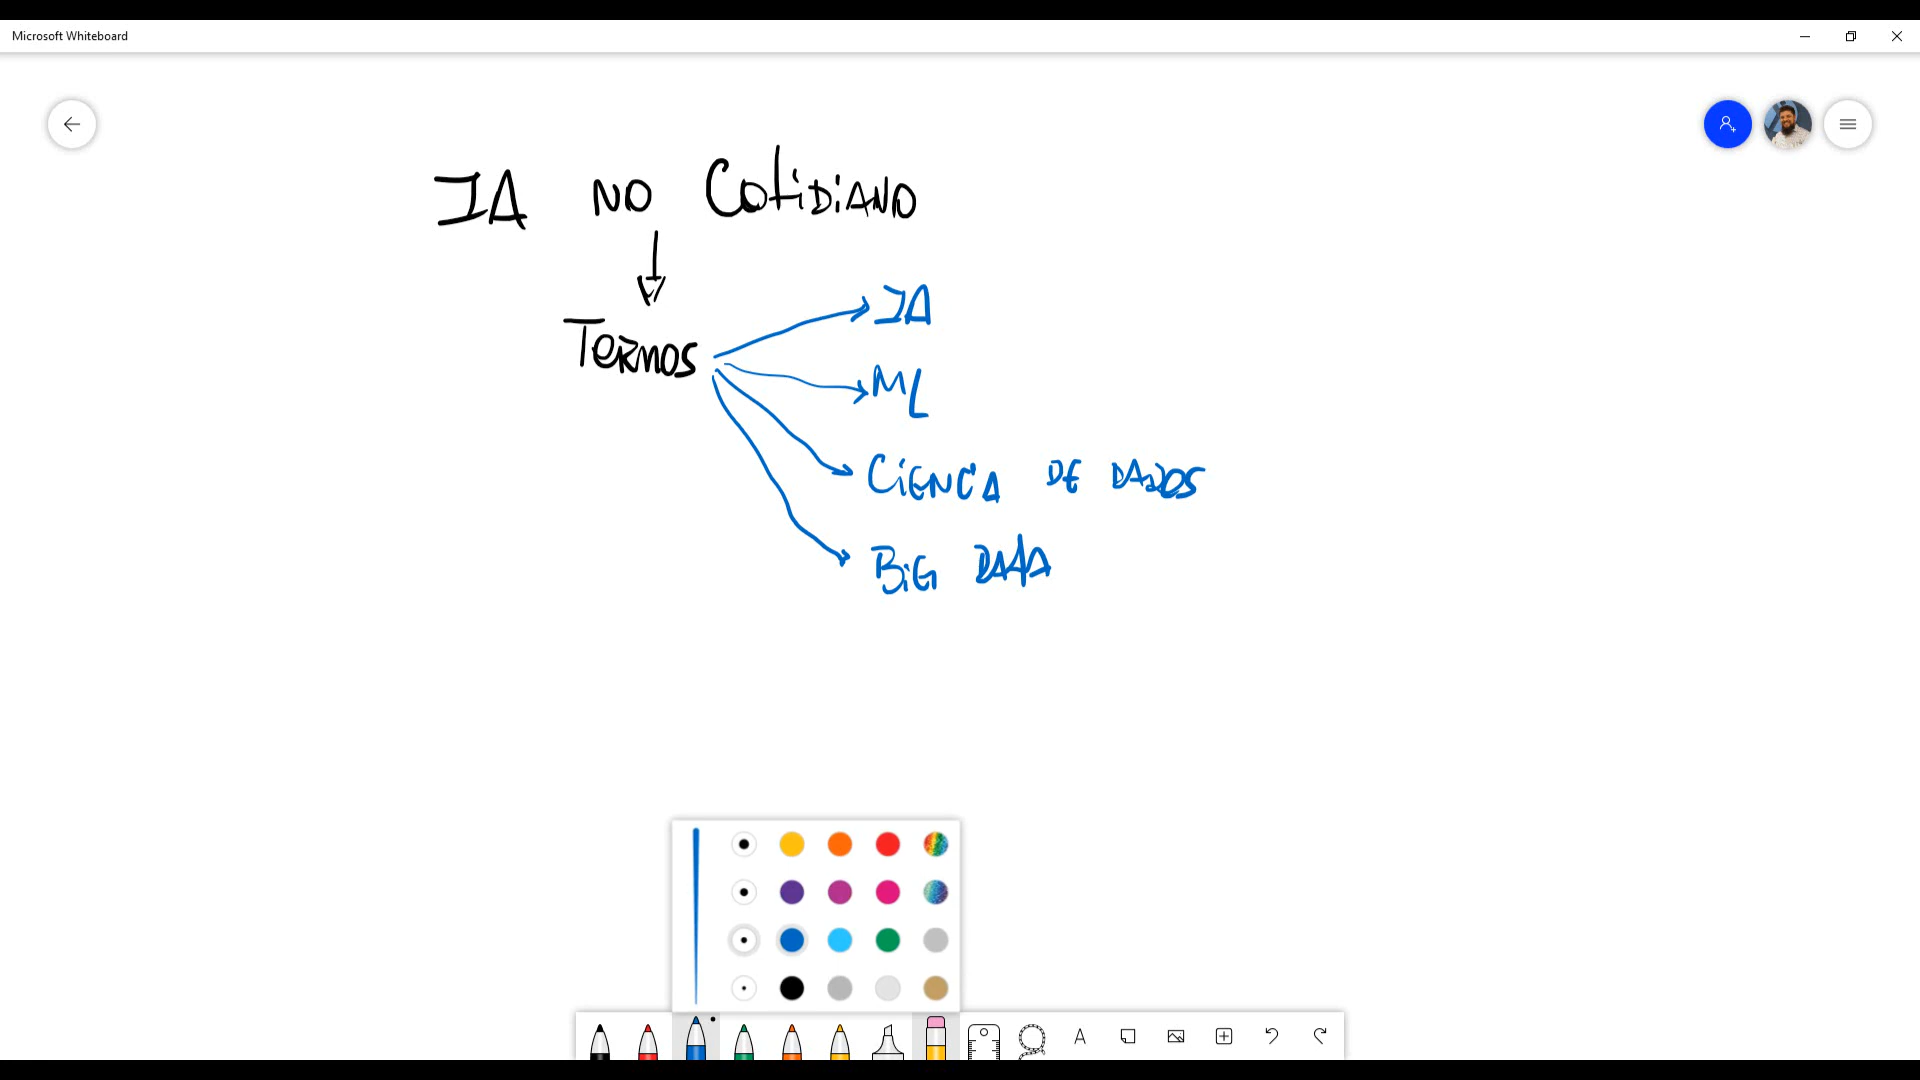 Microsoft Whiteboard
IA NO COTIDIANO
TERMOS
IA
ML
CIENCIA DE DADOS
BIG DATA
A